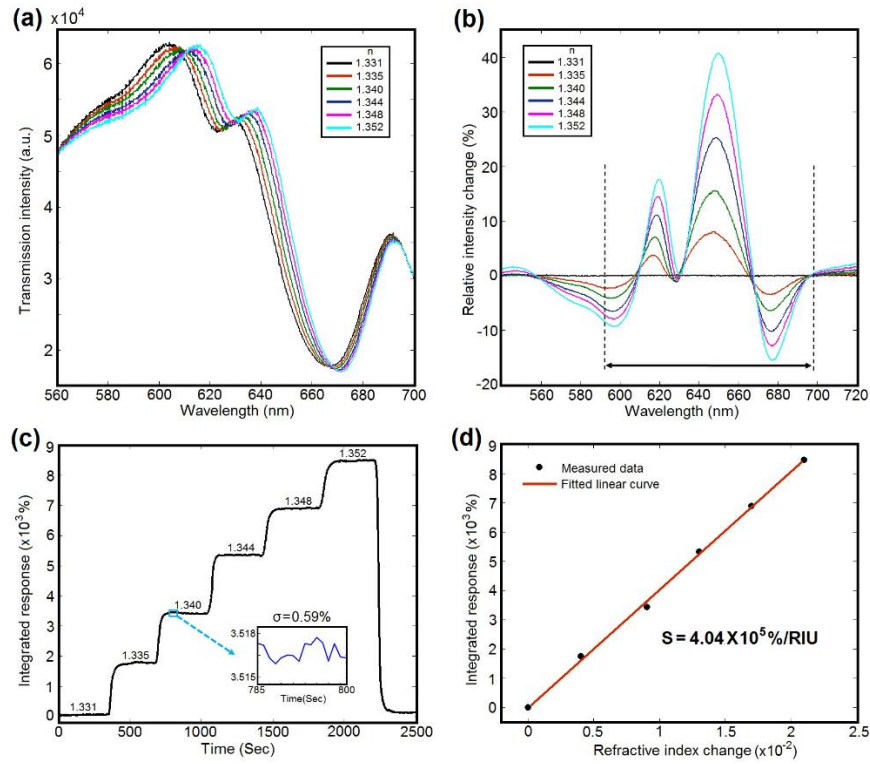 (a)
×10⁴
Transmission intensity (a.u.)
6
5
4
3
2
560 580 600 620 640 660 680 700
Wavelength (nm)
n
1.331
1.335
1.340
1.344
1.348
1.352
(b)
Relative intensity change (%)
40
30
20
10
0
-10
-20
560 580 600 620 640 660 680 700 720
Wavelength (nm)
n
1.331
1.335
1.340
1.344
1.348
1.352
(c)
Integrated response (x10³%)
9
8
7
6
5
4
3
2
1
0
0 500 1000 1500 2000 2500
Time (Sec)
1.331
1.335
1.340
1.344
1.348
1.352
σ=0.59%
3.518
3.515
785 800
Time(Sec)
(d)
Integrated response (x10³%)
9
8
7
6
5
4
3
2
1
0
0 0.5 1.0 1.5 2.0 2.5
Refractive index change (x10⁻²)
Measured data
Fitted linear curve
S = 4.04 X10⁵%/RIU